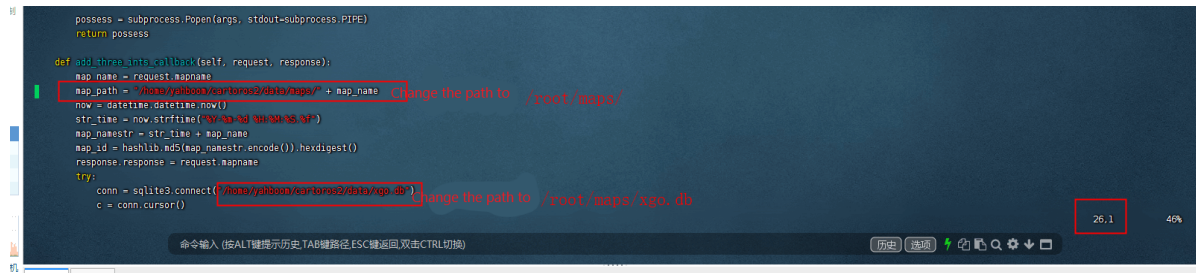 possess = subprocess.Popen(args, stdout=subprocess.PIPE)
return possess
def add_three_ints_callback(self, request, response):
map_name = request.mapname
map_path = "/home/yahboom/cartoros2/data/maps/" + map_name Change the path to /root/maps/
now = datetime.datetime.now()
str_time = now.strftime("%Y-%m-%d %H:%M:%S.%f")
map_namestr = str_time + map_name
map_id = hashlib.md5(map_namestr.encode()).hexdigest()
response.response = request.mapname
try:
conn = sqlite3.connect("/home/yahboom/cartoros2/data/xgo.db") Change the path to /root/maps/xgo.db
c = conn.cursor()
26,1 46%
命令输入 (按ALT键提示历史,TAB键路径,ESC键返回,双击CTRL切换) 历史 选项
机